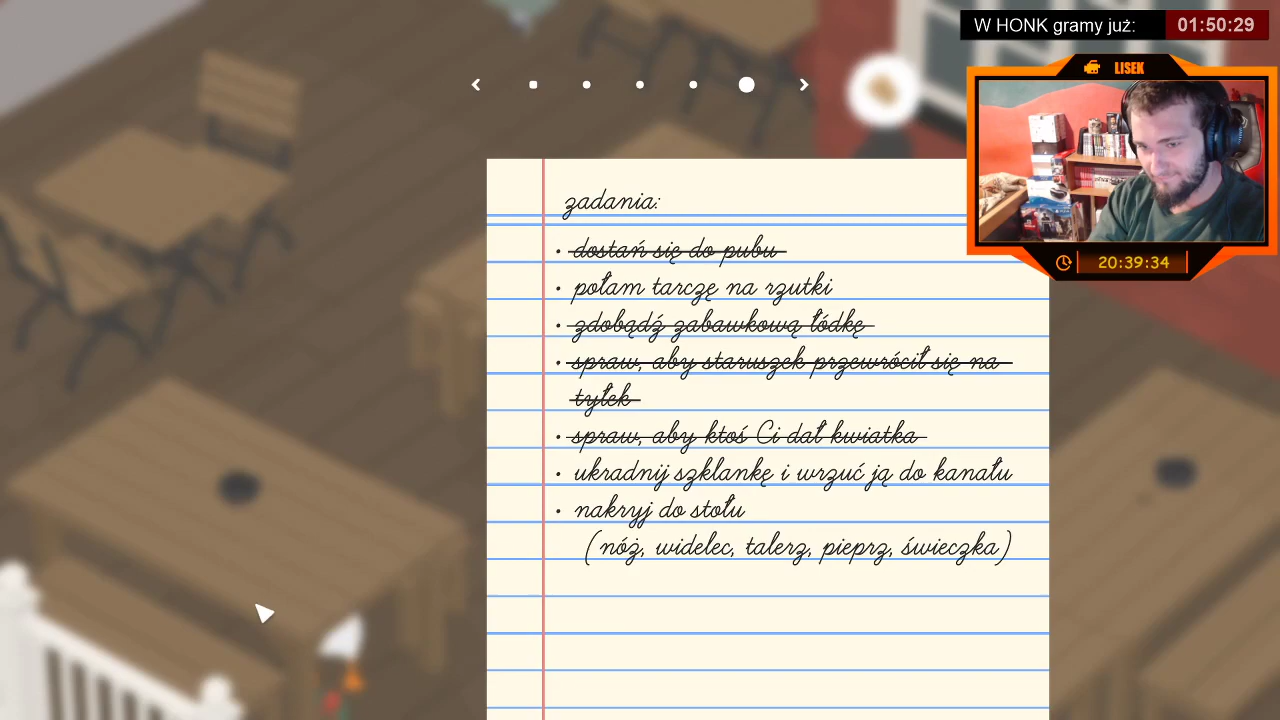 W HONK gramy już: 01:50:29
LISEK
20:39:34
zadania:
• dostań się do pubu
• połam tarczę na rzutki
• zdobądź zabawkową łódkę
• spraw, aby staruszek przewrócił się na
tyłek
• spraw, aby ktoś Ci dał kwiatka
• ukradnij szklankę i wrzuć ją do kanału
• nakryj do stołu
(nóż, widelec, talerz, pieprz, świeczka)